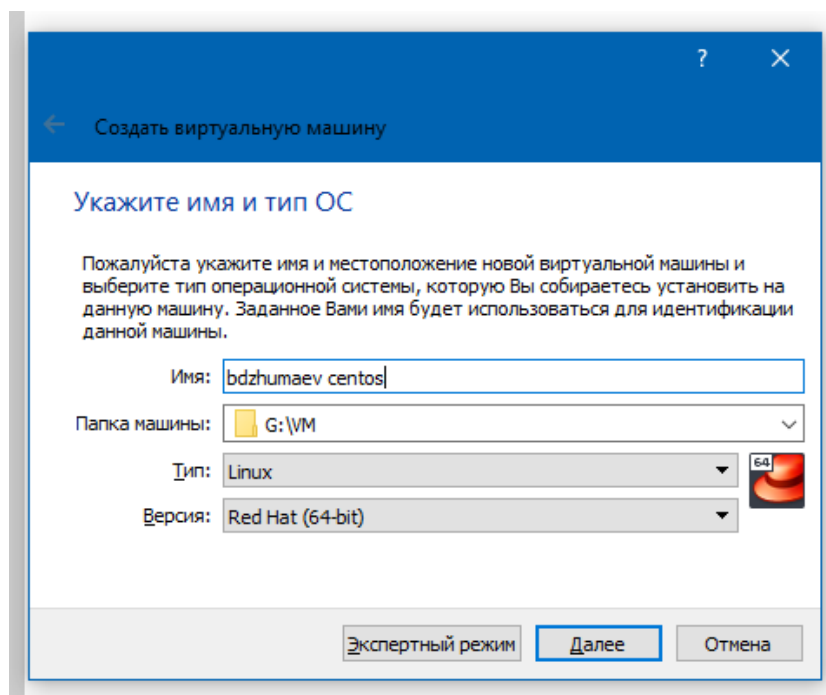 ?
Создать виртуальную машину
Укажите имя и тип ОС
Пожалуйста укажите имя и местоположение новой виртуальной машины и
выберите тип операционной системы, которую Вы собираетесь установить на
данную машину. Заданное Вами имя будет использоваться для идентификации
данной машины.
Имя: bdzhumaev centos
Папка машины: G:\VM
Тип: Linux
64
Версия: Red Hat (64-bit)
Экспертный режим Далее Отмена